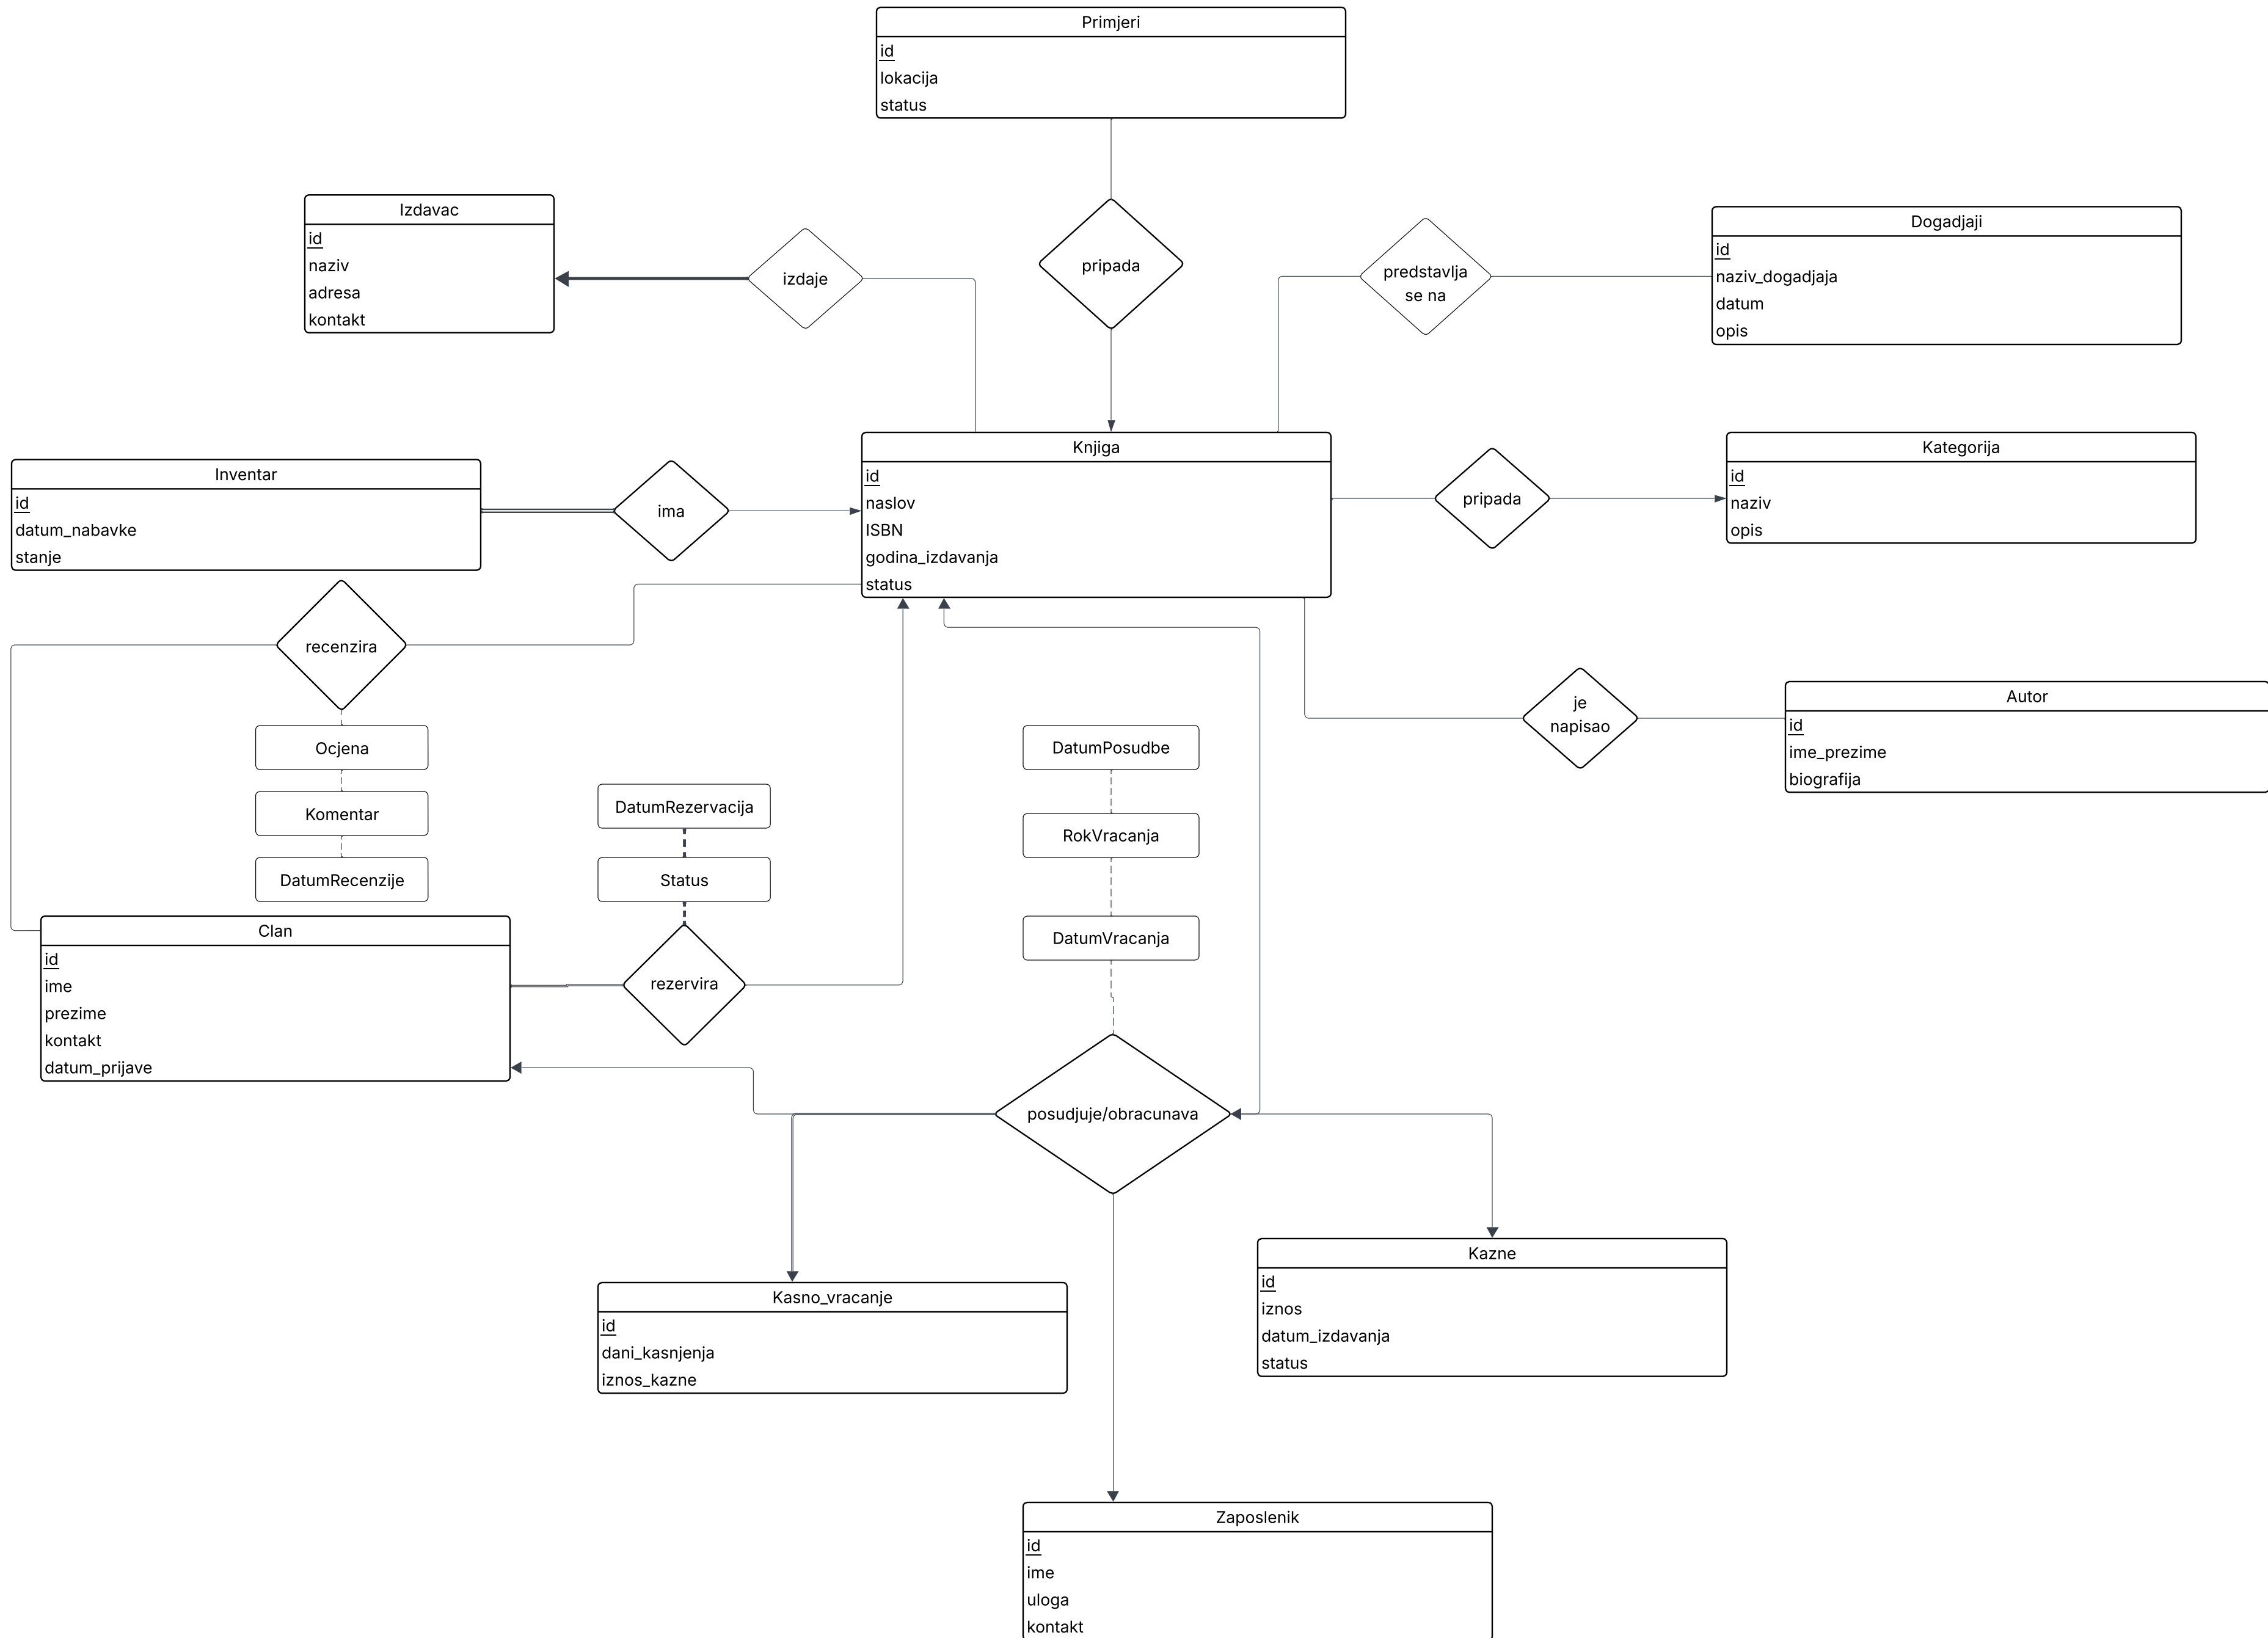 Primjeri
id
lokacija
status
Izdavac
id
naziv
adresa
kontakt
izdaje
pripada
predstavlja
se na
Dogadjaji
id
naziv_dogadjaja
datum
opis
Inventar
id
datum_nabavke
stanje
ima
Knjiga
id
naslov
ISBN
godina_izdavanja
status
pripada
Kategorija
id
naziv
opis
recenzira
Ocjena
Komentar
DatumRecenzije
DatumRezervacija
Status
rezervira
DatumPosudbe
RokVracanja
DatumVracanja
je
napisao
Autor
id
ime_prezime
biografija
Clan
id
ime
prezime
kontakt
datum_prijave
posudjuje/obracunava
Kasno_vracanje
id
dani_kasnjenja
iznos_kazne
Kazne
id
iznos
datum_izdavanja
status
Zaposlenik
id
ime
uloga
kontakt